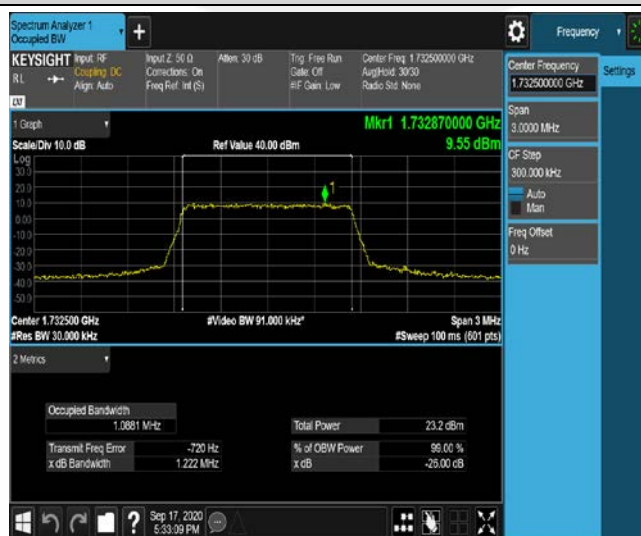 Spectrum Analyzer 1
Occupied BW
Frequency
KEYSIGHT
RL
Input: RF
Coupling: DC
Align: Auto
Input Z: 50 Ω
Corrections: On
Freq Ref: Int (S)
Atten: 30 dB
Trig: Free Run
Gate: Off
#IF Gain: Low
Center Freq: 1.732500000 GHz
Avg|Hold: 30/30
Radio Std: None
Center Frequency
1.732500000 GHz
Settings
Span
3.0000 MHz
CF Step
300.000 kHz
Auto
Man
Freq Offset
0 Hz
1 Graph
Mkr1 1.732870000 GHz
9.55 dBm
Scale/Div 10.0 dB
Ref Value 40.00 dBm
Log
30.0
20.0
10.0
0.00
-10.0
-20.0
-30.0
-40.0
-50.0
1
Center 1.732500 GHz
#Video BW 91.000 kHz*
Span 3 MHz
#Res BW 30.000 kHz
#Sweep 100 ms (601 pts)
2 Metrics
Occupied Bandwidth
1.0881 MHz
Total Power 23.2 dBm
Transmit Freq Error -720 Hz
% of OBW Power 99.00 %
x dB Bandwidth 1.222 MHz
x dB -26.00 dB
Sep 17, 2020
5:33:09 PM